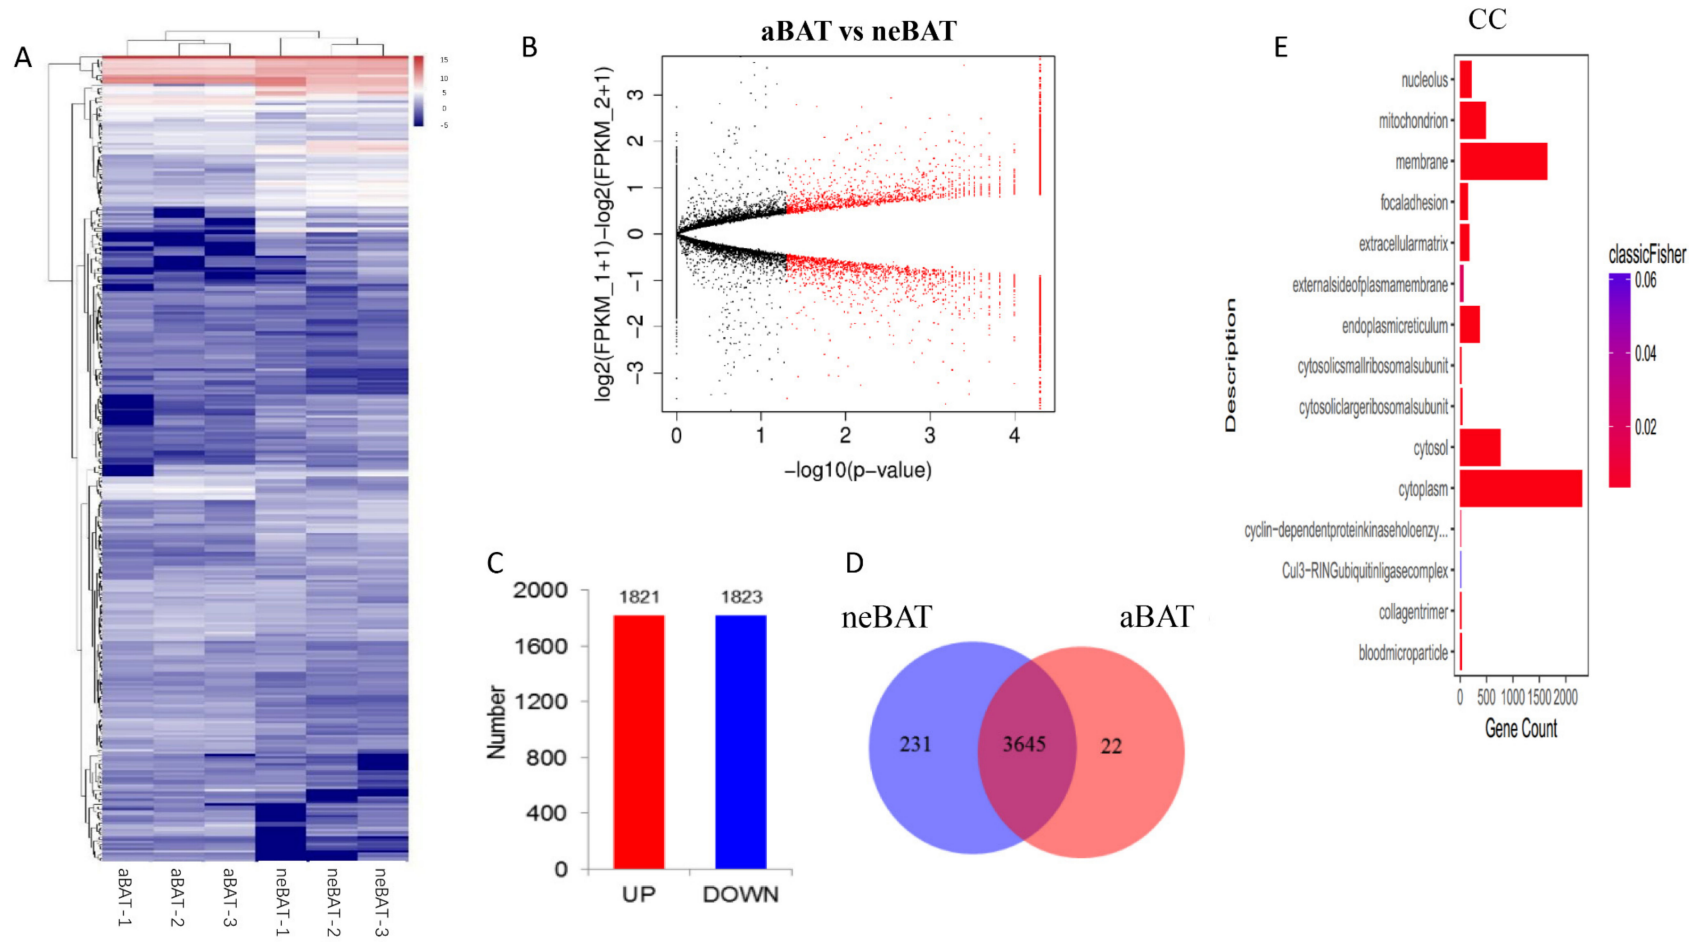 A
15
10
5
0
-5
aBAT-1
aBAT-2
aBAT-3
neBAT-1
neBAT-2
neBAT-3
B
aBAT vs neBAT
log2(FPKM_1+1)−log2(FPKM_2+1)
3
2
1
0
−1
−2
−3
0 1 2 3 4
−log10(p−value)
C
Number
2000
1600
1200
800
400
0
1821
1823
UP DOWN
D
neBAT aBAT
231 3645 22
E
CC
Description
nucleolus
mitochondrion
membrane
focaladhesion
extracellularmatrix
externalsideofplasmamembrane
endoplasmicreticulum
cytosolicsmallribosomalsubunit
cytosoliclargeribosomalsubunit
cytosol
cytoplasm
cyclin−dependentproteinkinaseholoenzy...
Cul3−RINGubiquitinligasecomplex
collagentrimer
bloodmicroparticle
0 500 1000 1500 2000
Gene Count
classicFisher
0.06
0.04
0.02